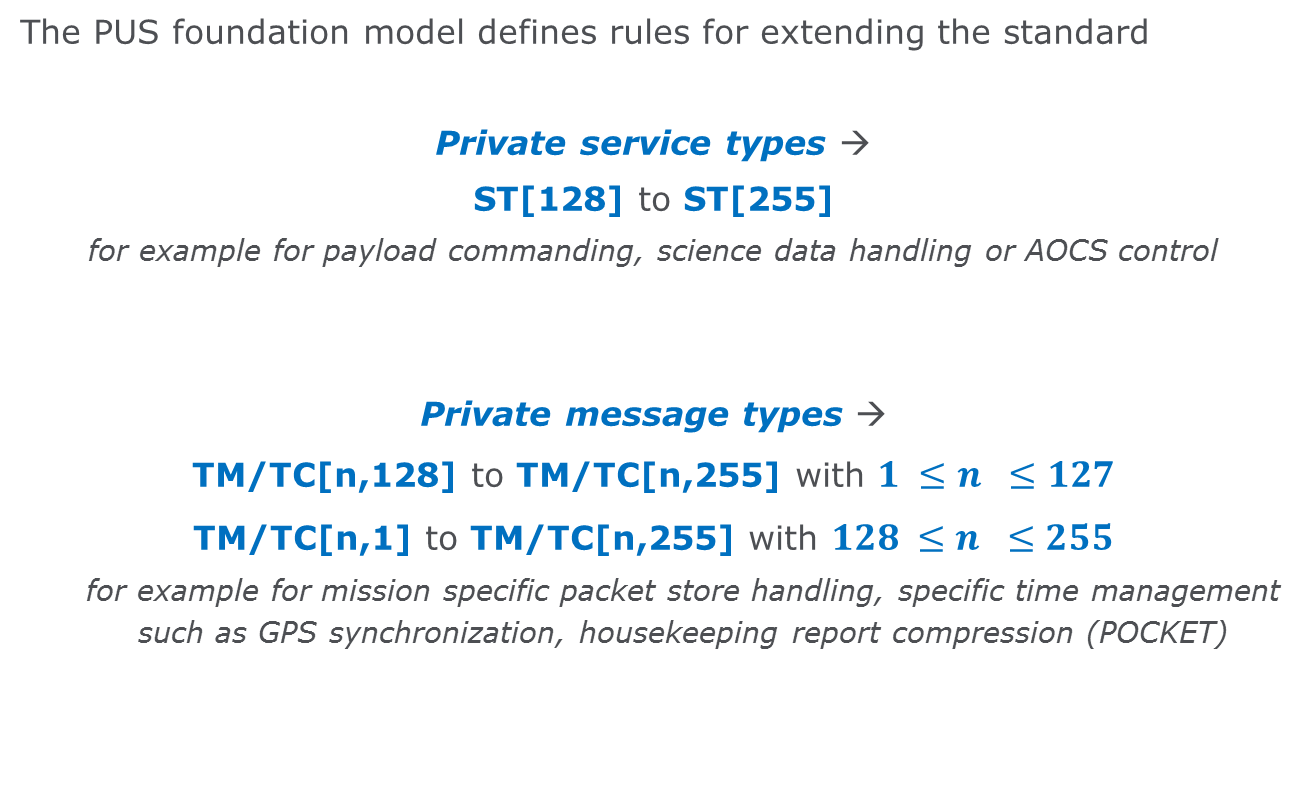 The PUS foundation model defines rules for extending the standard
Private service types →
ST[128] to ST[255]
for example for payload commanding, science data handling or AOCS control
Private message types →
TM/TC[n,128] to TM/TC[n,255] with 1 ≤ n ≤ 127
TM/TC[n,1] to TM/TC[n,255] with 128 ≤ n ≤ 255
for example for mission specific packet store handling, specific time management
such as GPS synchronization, housekeeping report compression (POCKET)